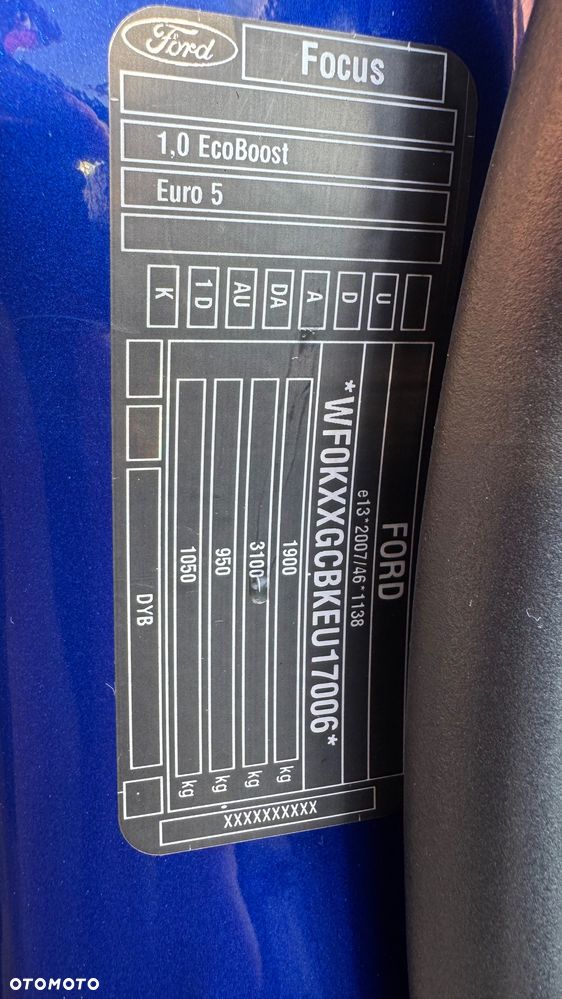 Ford
Focus
1,0 EcoBoost
Euro 5
K
1 D
AU
DA
A
D
U
FORD
e13*2007/46*1138
*WF0KXXGCBKEU17006*
1900 kg
3100 kg
950 kg
1050 kg
DYB
XXXXXXXXXX
OTOMOTO